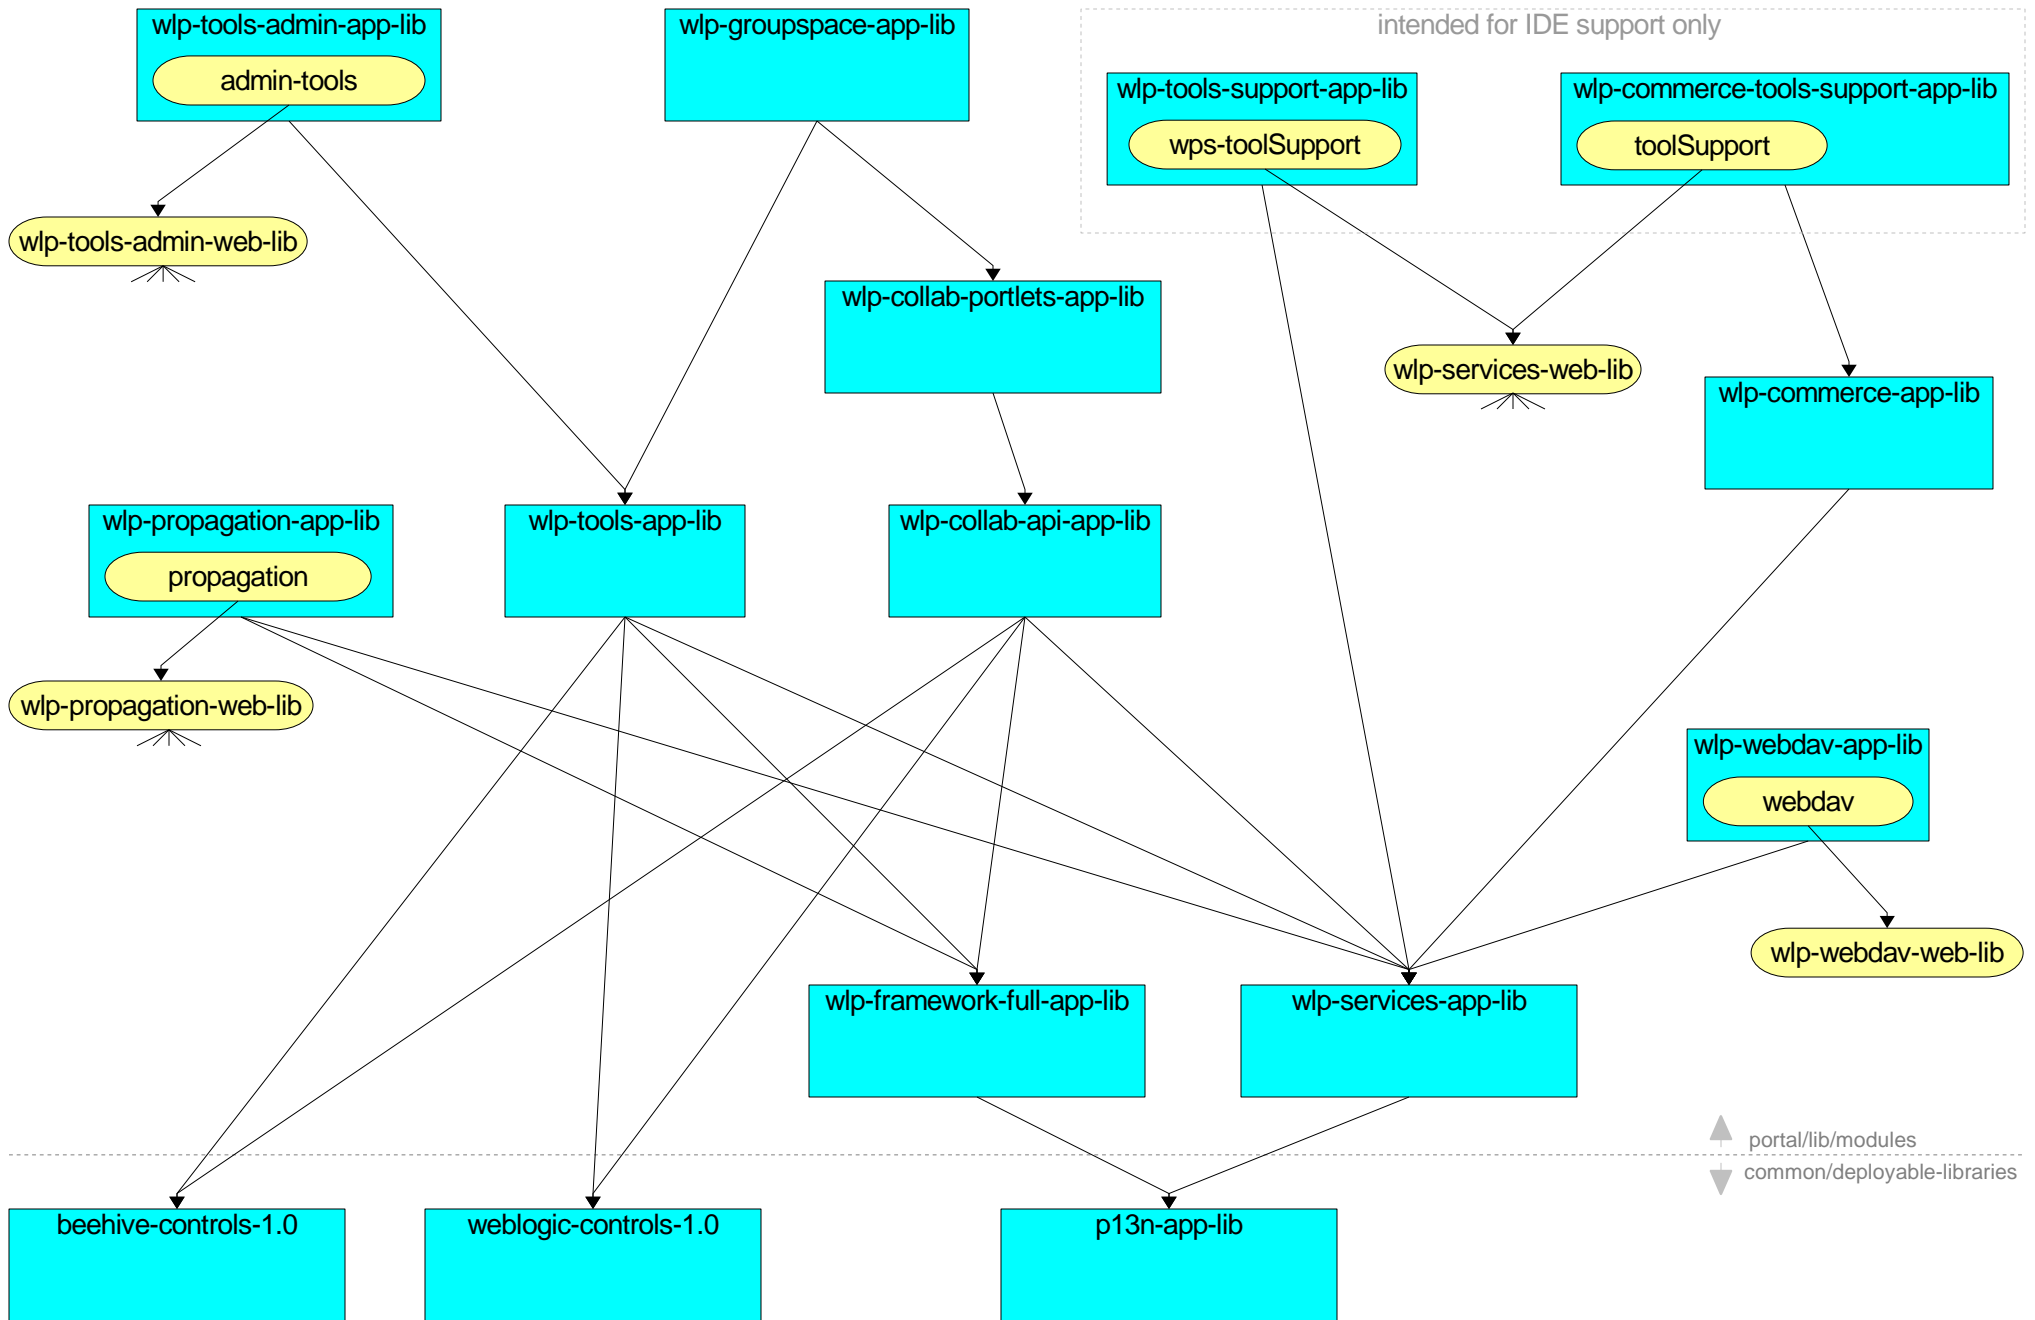 wlp-tools-admin-app-lib
admin-tools
wlp-groupspace-app-lib
intended for IDE support only
wlp-tools-support-app-lib
wps-toolSupport
wlp-commerce-tools-support-app-lib
toolSupport
wlp-tools-admin-web-lib
wlp-collab-portlets-app-lib
wlp-services-web-lib
wlp-commerce-app-lib
wlp-propagation-app-lib
propagation
wlp-tools-app-lib
wlp-collab-api-app-lib
wlp-propagation-web-lib
wlp-webdav-app-lib
webdav
wlp-webdav-web-lib
wlp-framework-full-app-lib
wlp-services-app-lib
portal/lib/modules
common/deployable-libraries
beehive-controls-1.0
weblogic-controls-1.0
p13n-app-lib